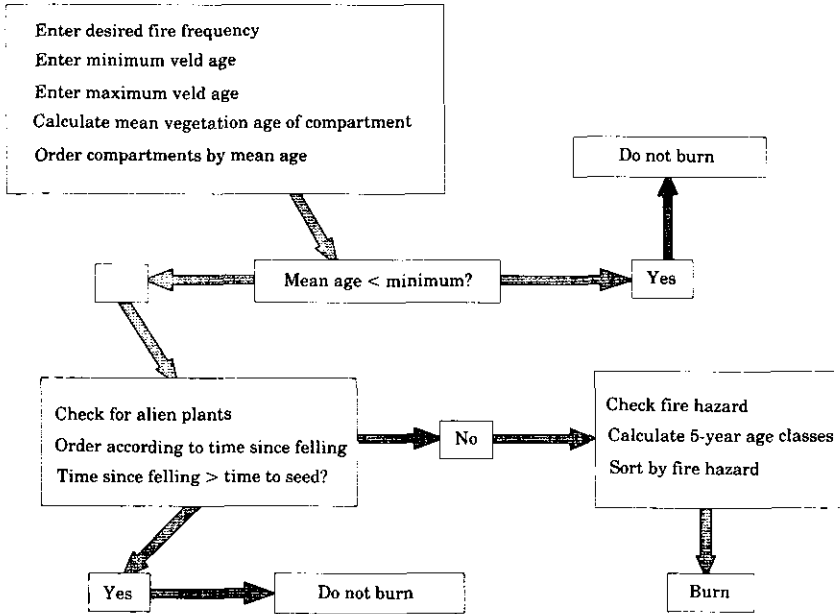 Enter desired fire frequency
Enter minimum veld age
Enter maximum veld age
Calculate mean vegetation age of compartment
Order compartments by mean age
Do not burn
Mean age < minimum?
Yes
Check for alien plants
Order according to time since felling
Time since felling > time to seed?
No
Check fire hazard
Calculate 5-year age classes
Sort by fire hazard
Yes
Do not burn
Burn